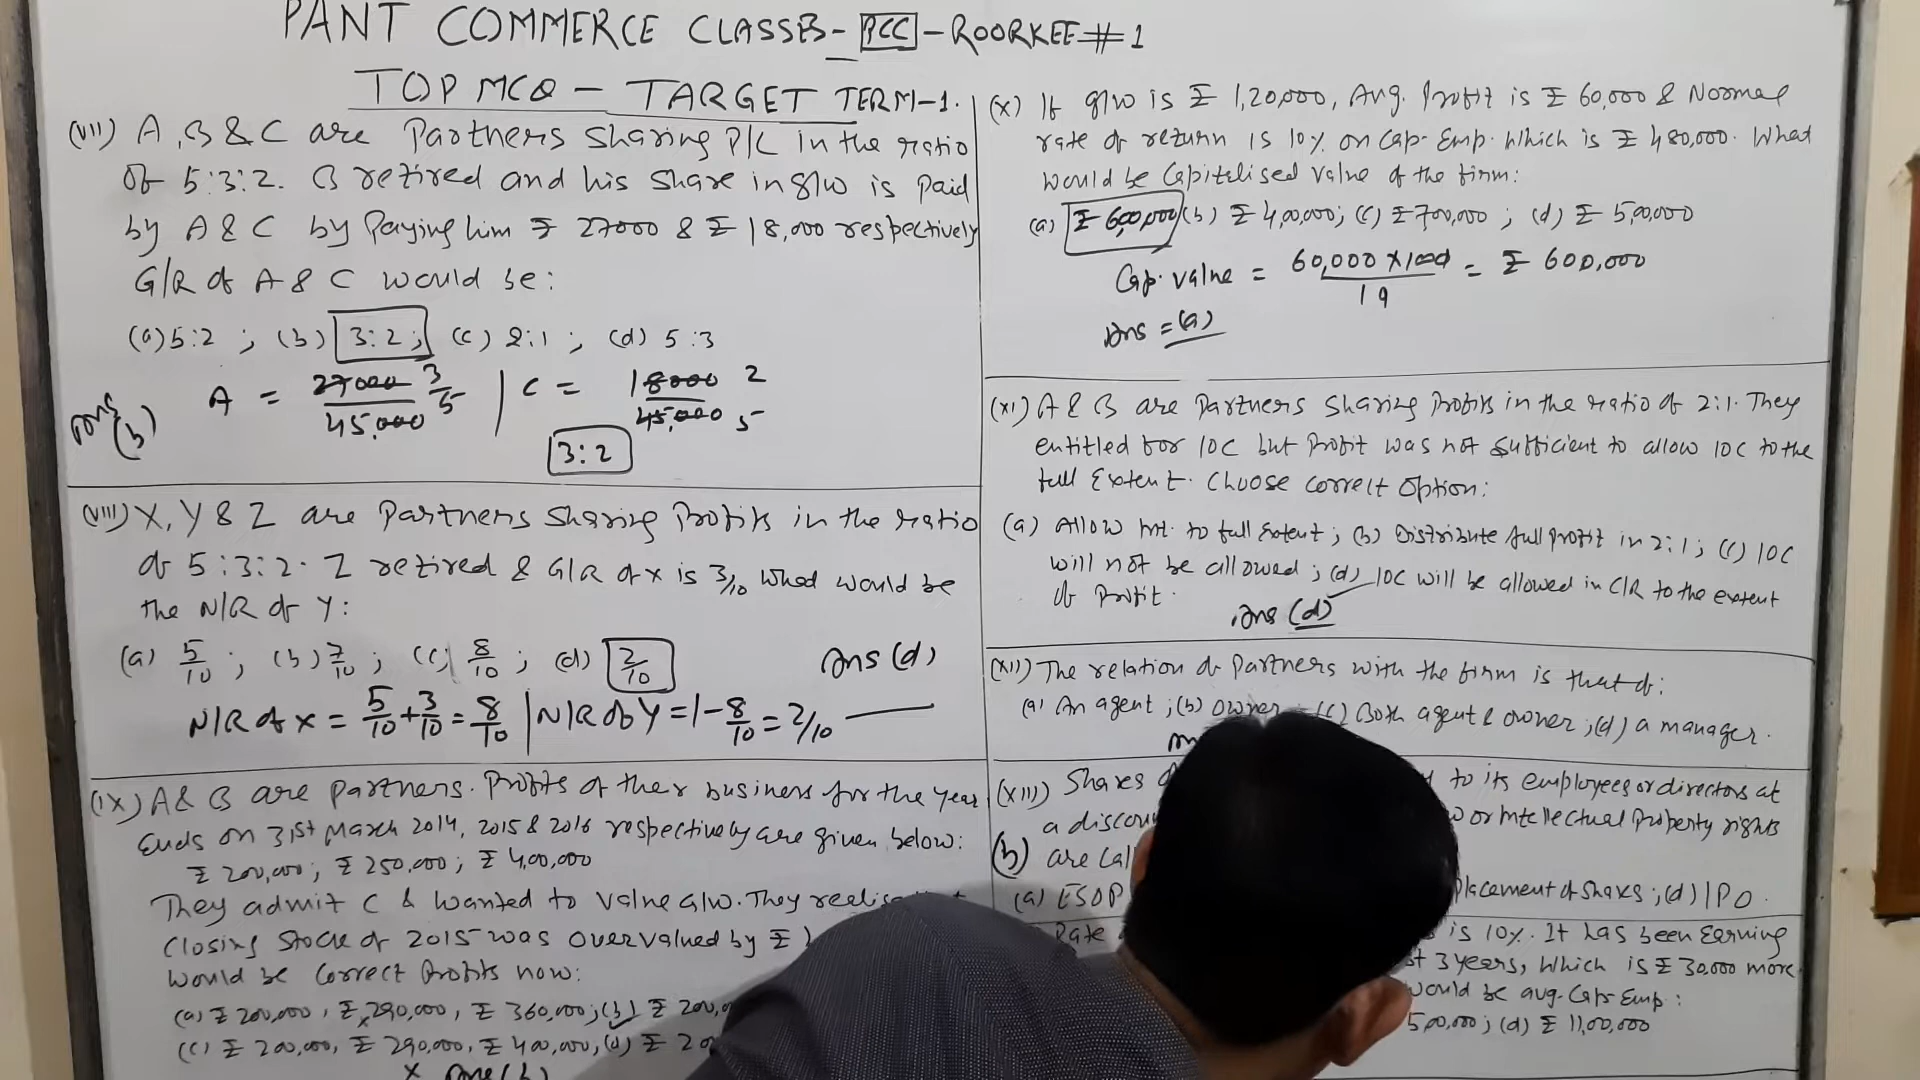 PANT COMMERCE CLASSES - PCC - ROORKEE # 1
TOP MCQ - TARGET TERM-1.
(VII) A, B & C are Partners sharing P/L in the ratio
of 5:3:2. B retired and his share in g/w is paid
by A & C by Paying him ₹ 27000 & ₹ 18,000 respectively
G/R of A & C would be:
(a) 5:2 ; (b) 3:2 ; (c) 2:1 ; (d) 5:3
A = 27000/45,000 3/5 | C = 18000/45,000 2/5
Ans (b)
3:2
(VIII) X, Y & Z are Partners sharing Profits in the ratio
of 5:3:2. Z retired & G/R of X is 3/10 what would be
the N/R of Y:
(a) 5/10 ; (b) 7/10 ; (c) 8/10 ; (d) 2/10 Ans (d)
N/R of X = 5/10 + 3/10 = 8/10 | N/R of Y = 1 - 8/10 = 2/10
(IX) A & B are partners. Profits of their business for the Year
Ends on 31st March 2014, 2015 & 2016 respectively are given below:
₹ 200,000; ₹ 250,000; ₹ 4,00,000
They admit C & wanted to value g/w. They
Closing Stock of 2015 was overvalued by ₹
would be Correct Profits now:
(a) ₹ 200,000, ₹ 290,000, ₹ 360,000; (b) ₹ 200,0
(c) ₹ 200,000, ₹ 290,000, ₹ 400,000, (d) ₹ 20
x Ans (b)
(X) If g/w is ₹ 1,20,000, Avg. Profit is ₹ 60,000 & Normal
rate of return is 10% on Cap. Emp. which is ₹ 480,000. What
would be Capitalised value of the firm:
(a) ₹ 600,000 (b) ₹ 4,00,000; (c) ₹ 700,000 ; (d) ₹ 5,00,000
Cap. value = 60,000 × 100/10 = ₹ 600,000
Ans = (a)
(XI) A & B are Partners sharing Profits in the ratio of 2:1. They
entitled for IOC but Profit was not sufficient to allow IOC to the
full Extent. Choose correct Option:
(a) Allow Int. to full Extent ; (b) Distribute full profit in 2:1 ; (c) IOC
will not be allowed ; (d) IOC will be allowed in C/R to the extent
of Profit.
Ans (d)
(XII) The relation of Partners with the firm is that of:
(a) An agent ; (b) owner ; (c) Both agent & owner ; (d) a manager.
(XIII) Shares to its employees or directors at
a discou or Intellectual Property rights
(b) are Call
(a) ESOP Placement of Shares ; (d) IPO.
Rate is 10%. It has been Earning
st 3 years, which is ₹ 30,000 more
would be avg. Cap. Emp:
5,00,000 ; (d) ₹ 11,00,000